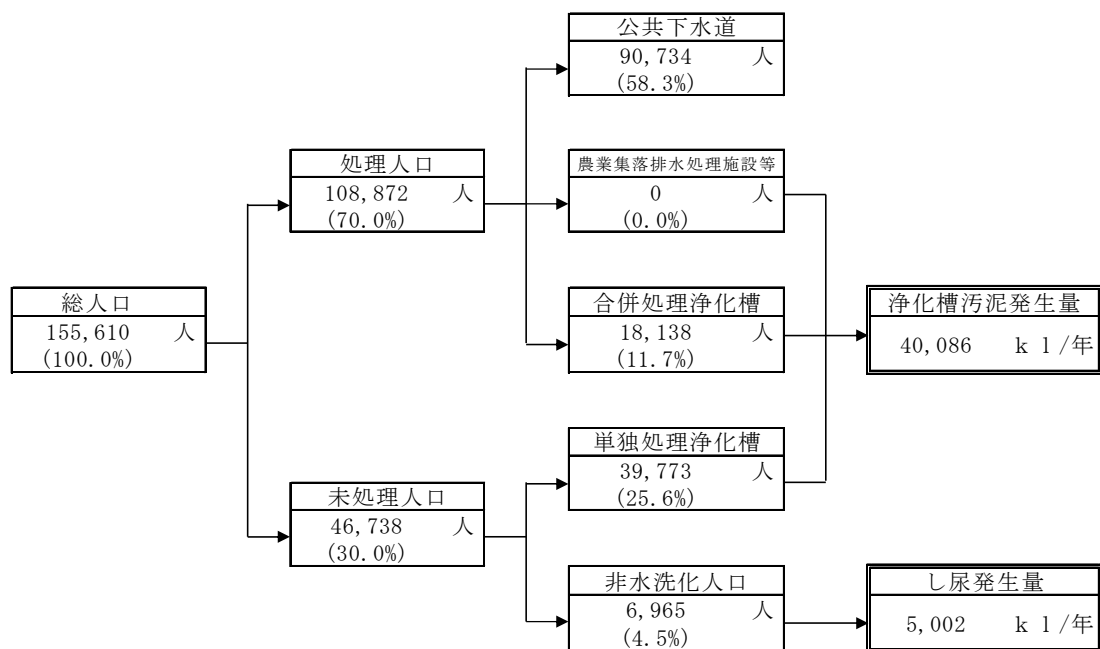 公共下水道
90,734 人
(58.3%)
処理人口
108,872 人
(70.0%)
農業集落排水処理施設等
0 人
(0.0%)
総人口
155,610 人
(100.0%)
合併処理浄化槽
18,138 人
(11.7%)
浄化槽汚泥発生量
40,086 ｋｌ/年
単独処理浄化槽
39,773 人
(25.6%)
未処理人口
46,738 人
(30.0%)
非水洗化人口
6,965 人
(4.5%)
し尿発生量
5,002 ｋｌ/年